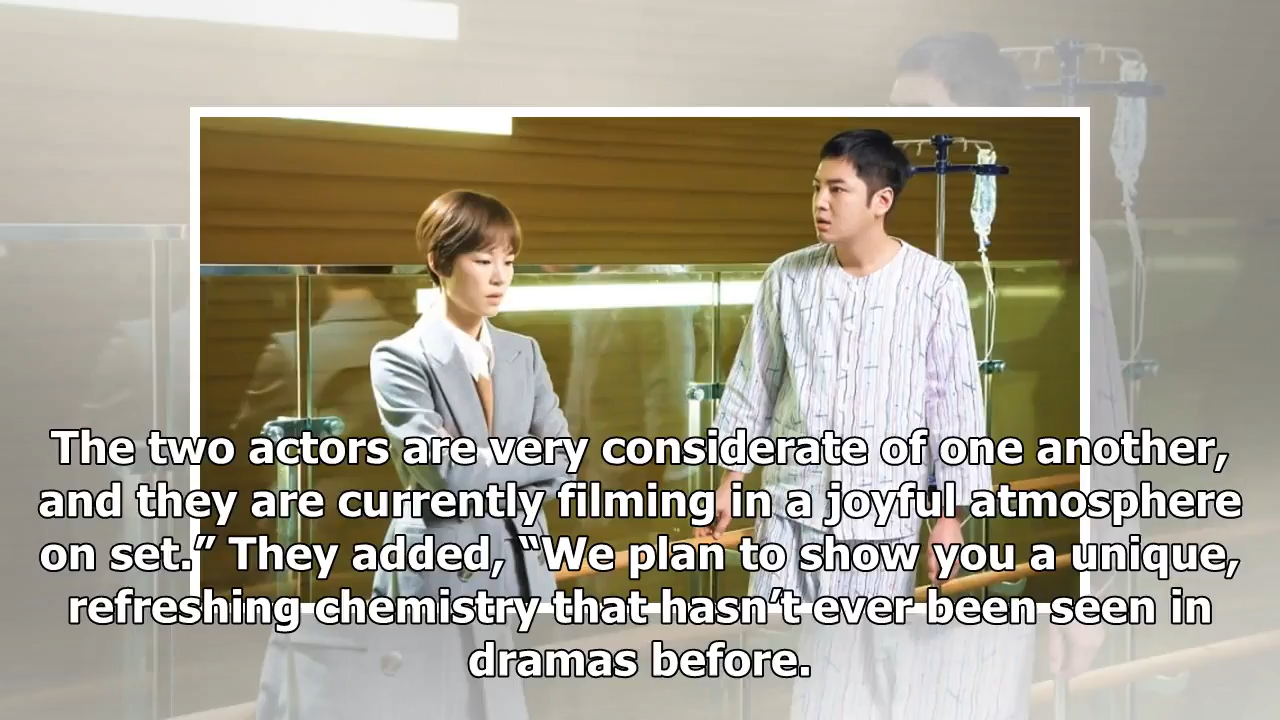 The two actors are very considerate of one another,
and they are currently filming in a joyful atmosphere
on set.” They added, “We plan to show you a unique,
refreshing chemistry that hasn’t ever been seen in
dramas before.